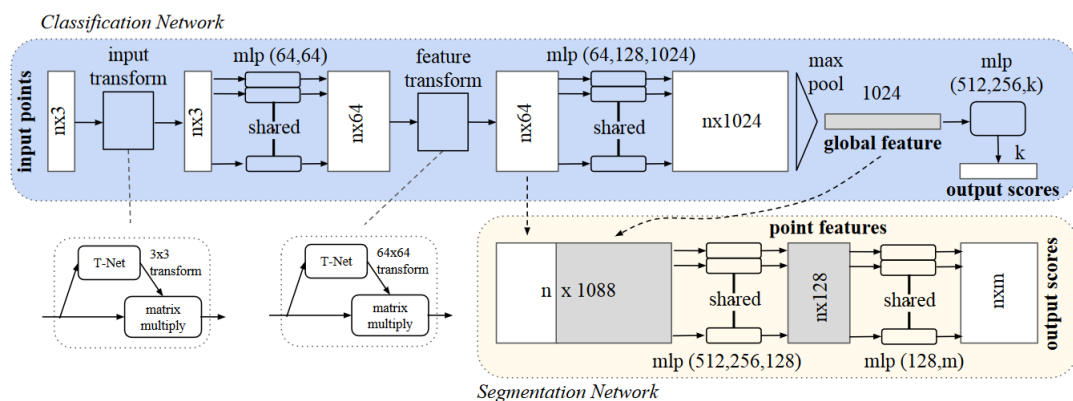 Classification Network
input points
nx3
input
transform
nx3
mlp (64,64)
shared
nx64
feature
transform
nx64
mlp (64,128,1024)
shared
nx1024
max
pool
1024
global feature
mlp
(512,256,k)
k
output scores
T-Net
3x3
transform
matrix
multiply
T-Net
64x64
transform
matrix
multiply
point features
n x 1088
shared
mlp (512,256,128)
nx128
shared
mlp (128,m)
nxm
output scores
Segmentation Network